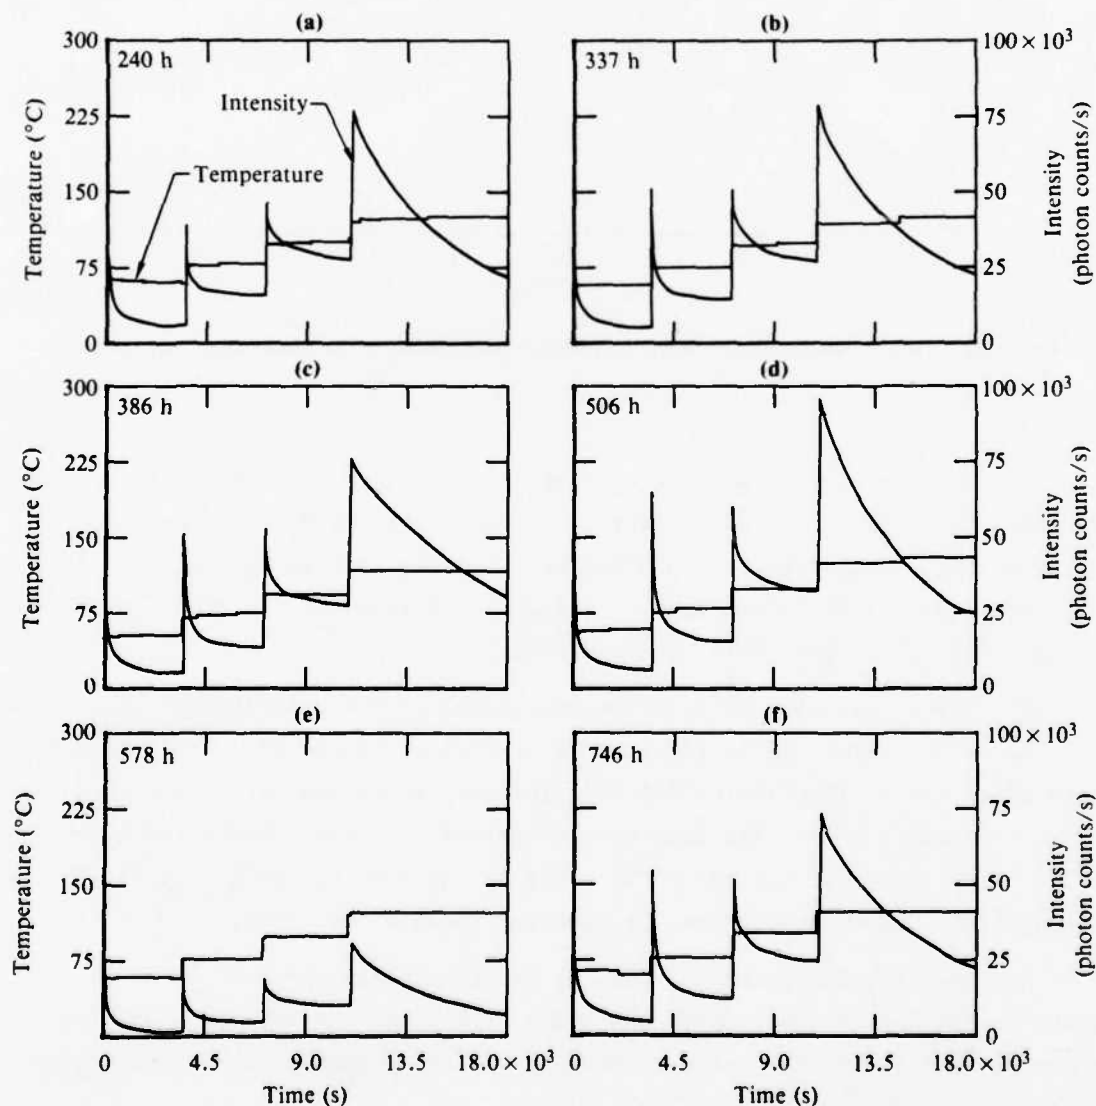 (a)
(b)
300
225
150
75
0
Temperature (°C)
240 h
Intensity
Temperature
337 h
100 × 10³
75
50
25
0
Intensity
(photon counts/s)
(c)
(d)
300
225
150
75
0
Temperature (°C)
386 h
506 h
100 × 10³
75
50
25
0
Intensity
(photon counts/s)
(e)
(f)
300
225
150
75
Temperature (°C)
578 h
746 h
100 × 10³
75
50
25
0
Intensity
(photon counts/s)
0 4.5 9.0 13.5 18.0 × 10³
Time (s)
0 4.5 9.0 13.5 18.0 × 10³
Time (s)